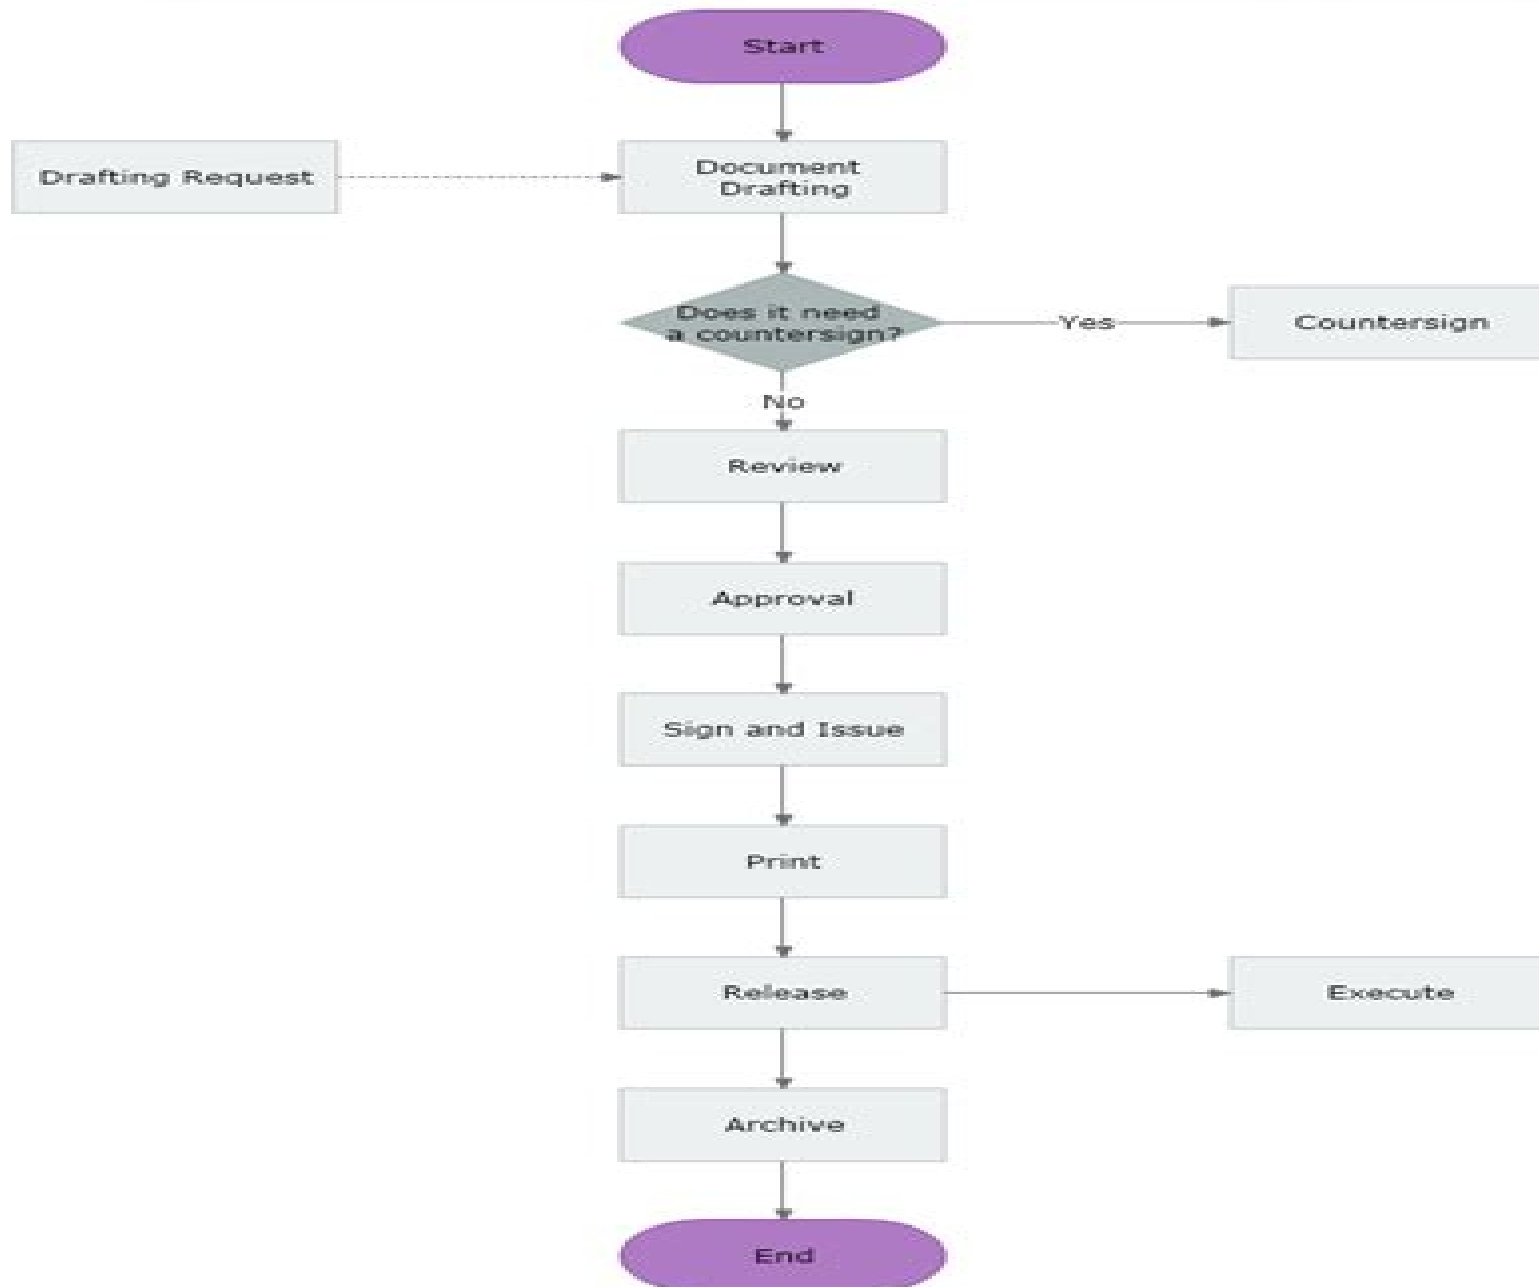 Start
Drafting Request
Document
Drafting
Does it need
a countersign?
Yes
Countersign
No
Review
Approval
Sign and Issue
Print
Release
Execute
Archive
End